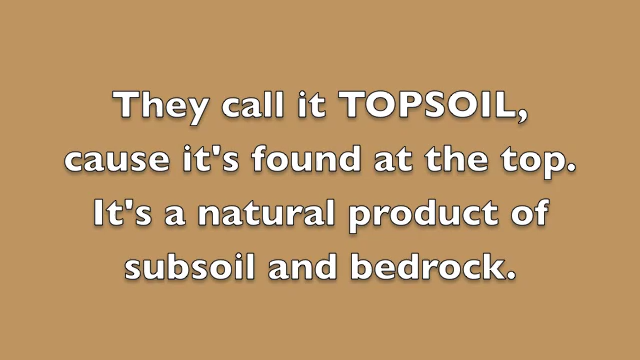 They call it TOPSOIL,
cause it's found at the top.
It's a natural product of
subsoil and bedrock.